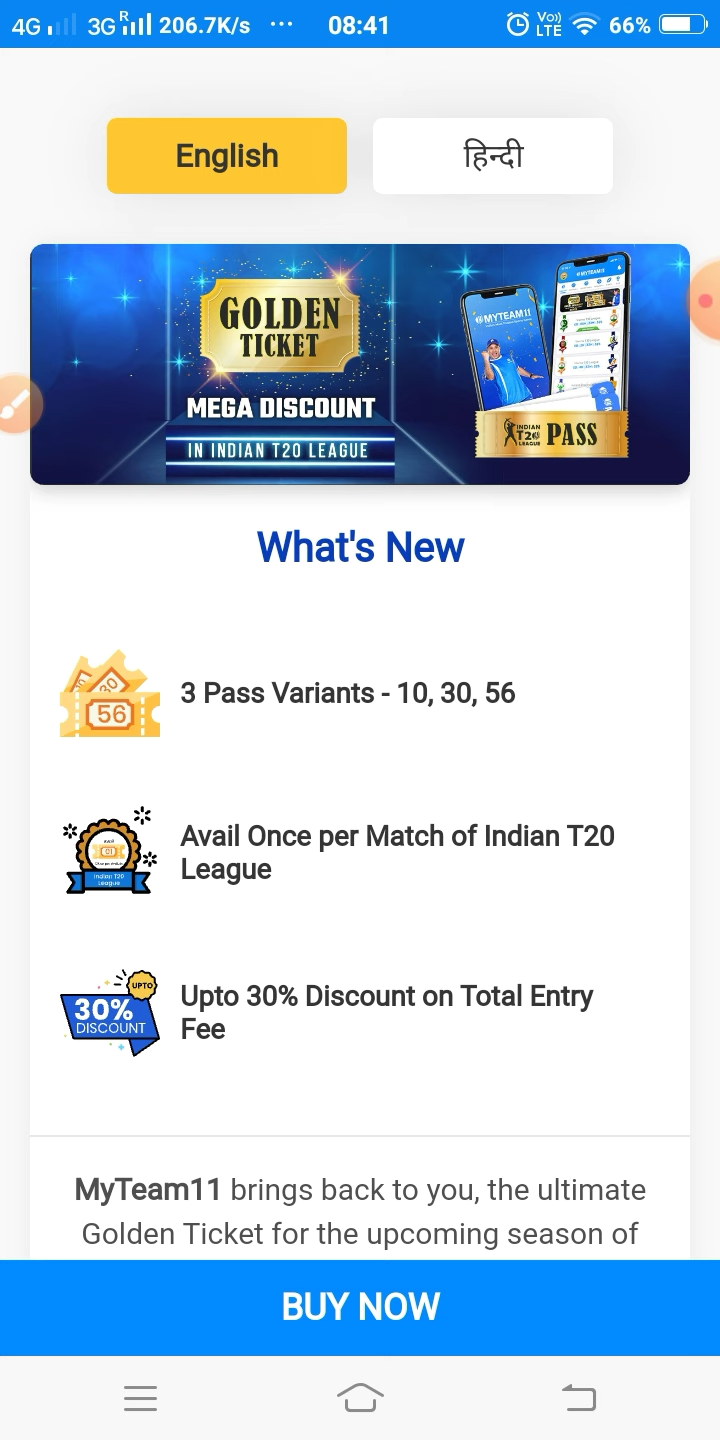 4G 3G R 206.7K/s ... 08:41 Vo)) LTE 66%
English
हिन्दी
GOLDEN
TICKET
MEGA DISCOUNT
IN INDIAN T20 LEAGUE
MYTEAM11
MYTEAM11
INDIAN
T20
LEAGUE
PASS
What's New
30
56
3 Pass Variants - 10, 30, 56
Indian T20
League
Avail Once per Match of Indian T20
League
UPTO
30%
DISCOUNT
Upto 30% Discount on Total Entry
Fee
MyTeam11 brings back to you, the ultimate
Golden Ticket for the upcoming season of
BUY NOW